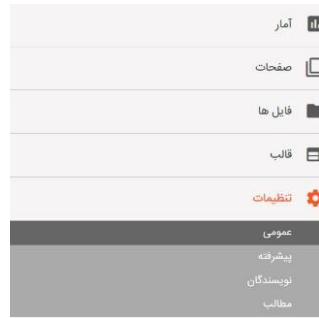 آمار
صفحات
فایل ها
قالب
تنظیمات
عمومی
پیشرفته
نویسندگان
مطالب